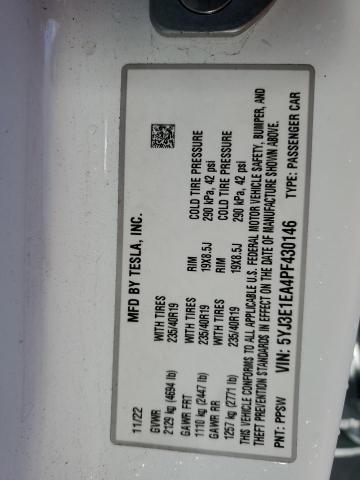 MFD BY TESLA, INC.
11/22
GVWR
2129 kg (4694 lb)
GAWR FRT WITH TIRES RIM COLD TIRE PRESSURE
1110 kg (2447 lb) 235/40R19 19X8.5J 290 kPa, 42 psi
GAWR RR WITH TIRES RIM COLD TIRE PRESSURE
1257 kg (2771 lb) 235/40R19 19X8.5J 290 kPa, 42 psi
THIS VEHICLE CONFORMS TO ALL APPLICABLE U.S. FEDERAL MOTOR VEHICLE SAFETY, BUMPER, AND
THEFT PREVENTION STANDARDS IN EFFECT ON THE DATE OF MANUFACTURE SHOWN ABOVE.
VIN: 5YJ3E1EA4PF430146
PNT: PPSW TYPE: PASSENGER CAR